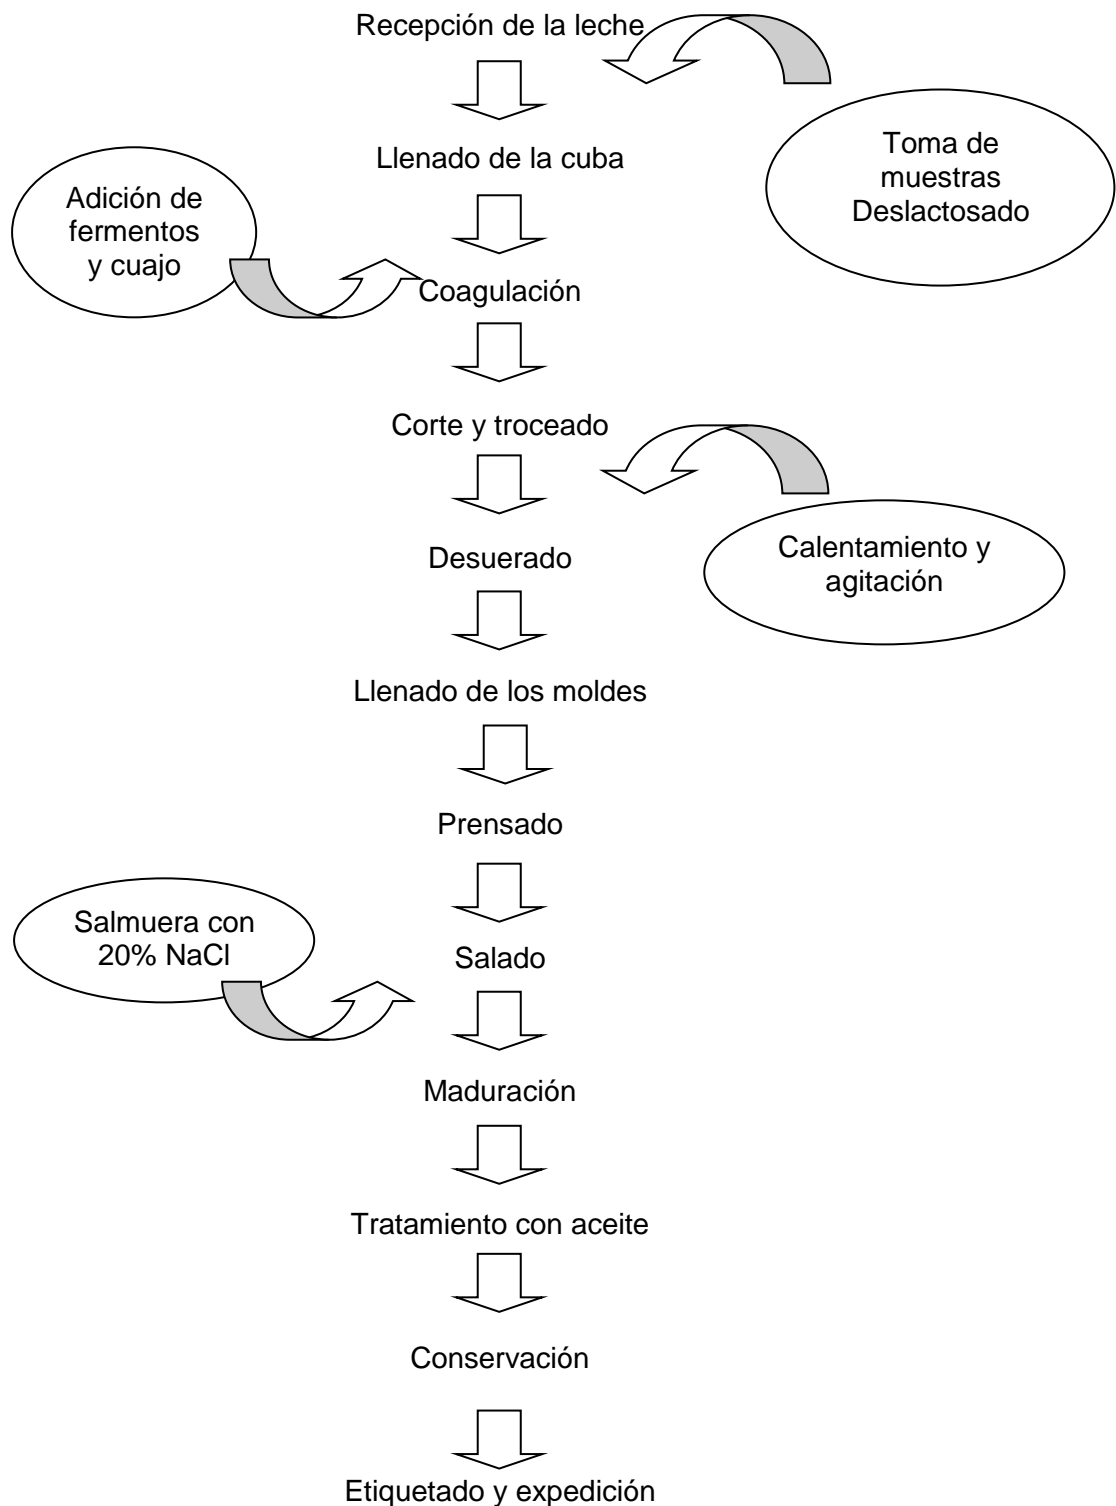 Recepción de la leche
Toma de
muestras
Deslactosado
Llenado de la cuba
Adición de
fermentos
y cuajo
Coagulación
Corte y troceado
Calentamiento y
agitación
Desuerado
Llenado de los moldes
Prensado
Salmuera con
20% NaCl
Salado
Maduración
Tratamiento con aceite
Conservación
Etiquetado y expedición